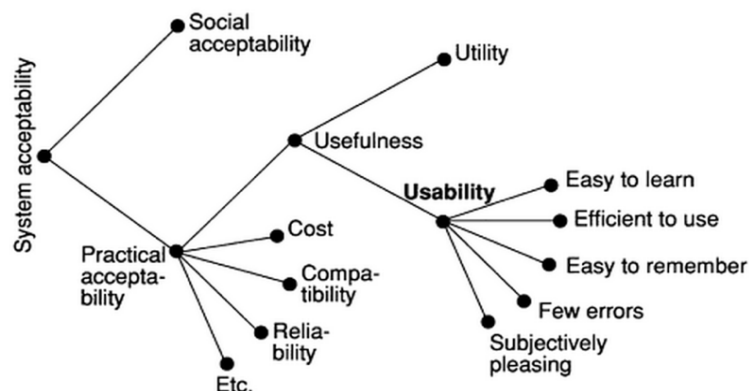 Social
acceptability
Utility
System acceptability
Usefulness
Usability
Easy to learn
Efficient to use
Cost
Practical
accepta-
bility
Easy to remember
Compa-
tibility
Few errors
Relia-
bility
Subjectively
pleasing
Etc.